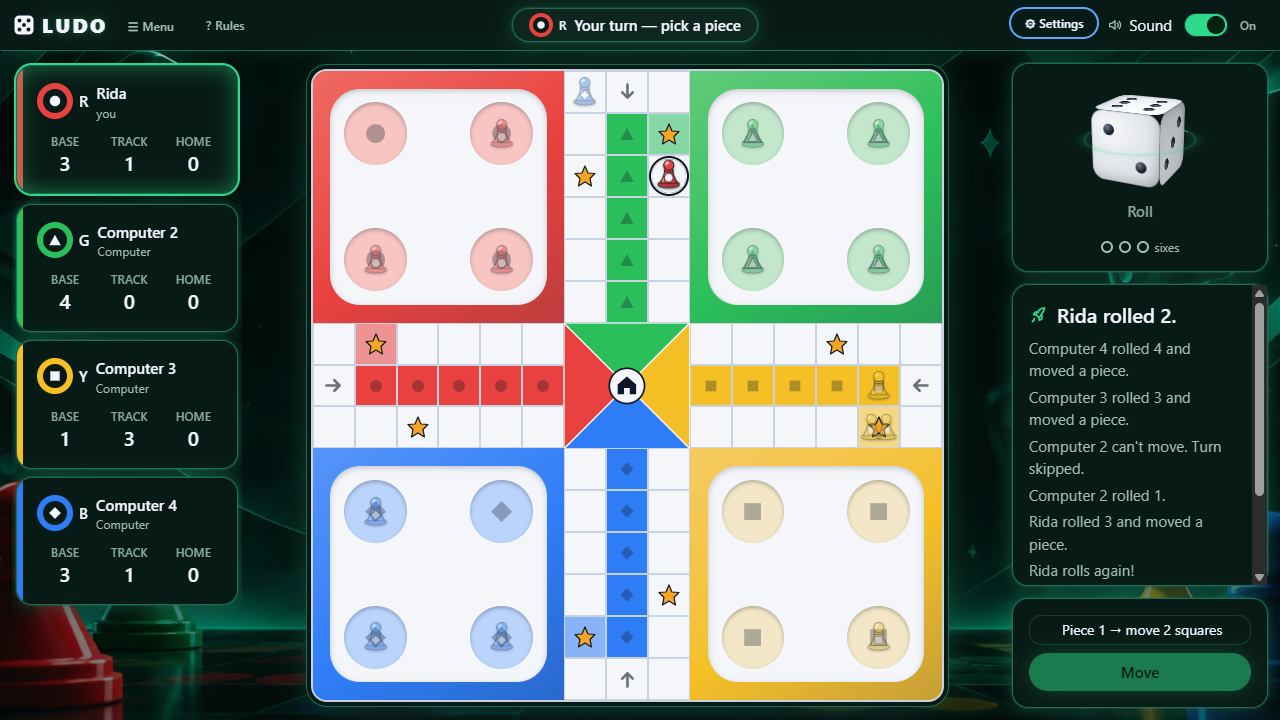 LUDO
☰ Menu
? Rules
R Your turn — pick a piece
⚙ Settings
Sound
On
R Rida
you
BASE TRACK HOME
3 1 0
G Computer 2
Computer
BASE TRACK HOME
4 0 0
Y Computer 3
Computer
BASE TRACK HOME
1 3 0
B Computer 4
Computer
BASE TRACK HOME
3 1 0
Roll
sixes
Rida rolled 2.
Computer 4 rolled 4 and
moved a piece.
Computer 3 rolled 3 and
moved a piece.
Computer 2 can't move. Turn
skipped.
Computer 2 rolled 1.
Rida rolled 3 and moved a
piece.
Rida rolls again!
Piece 1 → move 2 squares
Move